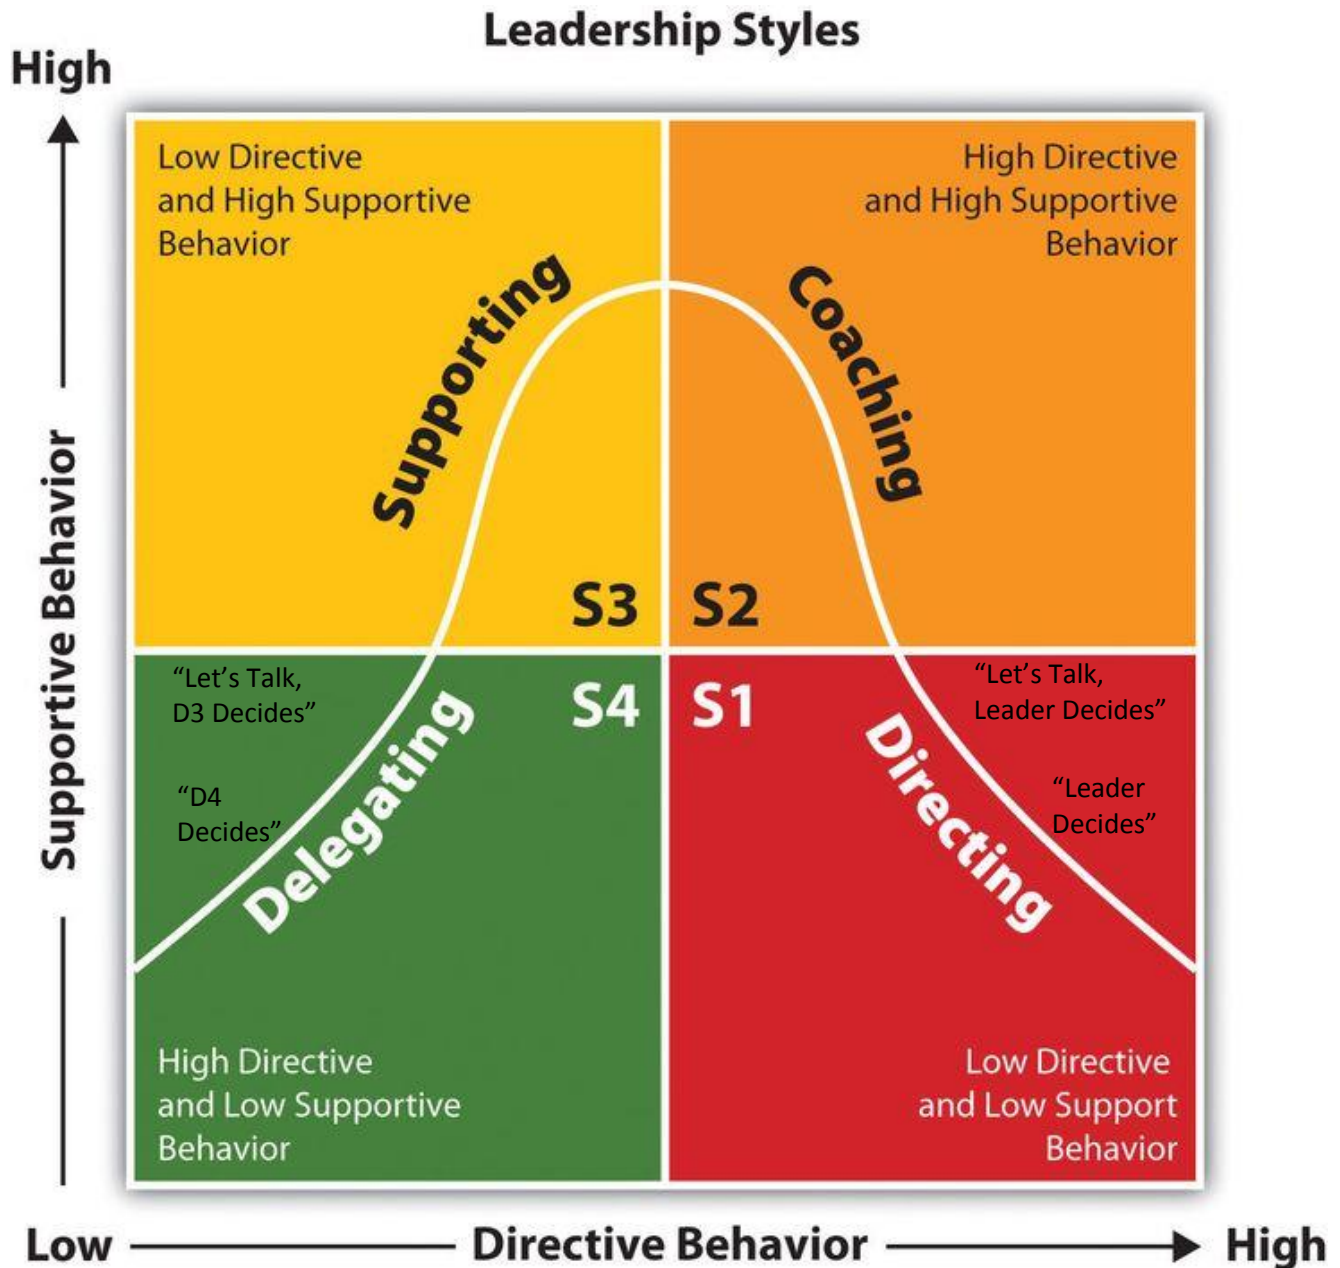 Leadership Styles
High
Low Directive
and High Supportive
Behavior
High Directive
and High Supportive
Behavior
Supporting
Coaching
S3
S2
Supportive Behavior
“Let’s Talk,
D3 Decides”
S4
S1
“Let’s Talk,
Leader Decides”
“D4
Decides”
Delegating
Directing
“Leader
Decides”
High Directive
and Low Supportive
Behavior
Low Directive
and Low Support
Behavior
Low
Directive Behavior
High